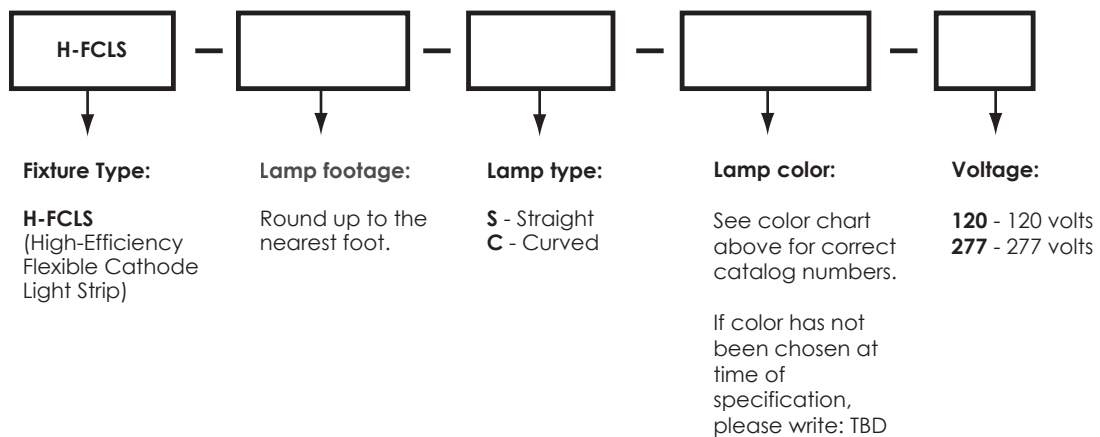 H-FCLS
Fixture Type:
H-FCLS
(High-Efficiency
Flexible Cathode
Light Strip)
Lamp footage:
Round up to the
nearest foot.
Lamp type:
S - Straight
C - Curved
Lamp color:
See color chart
above for correct
catalog numbers.
If color has not
been chosen at
time of
specification,
please write: TBD
Voltage:
120 - 120 volts
277 - 277 volts